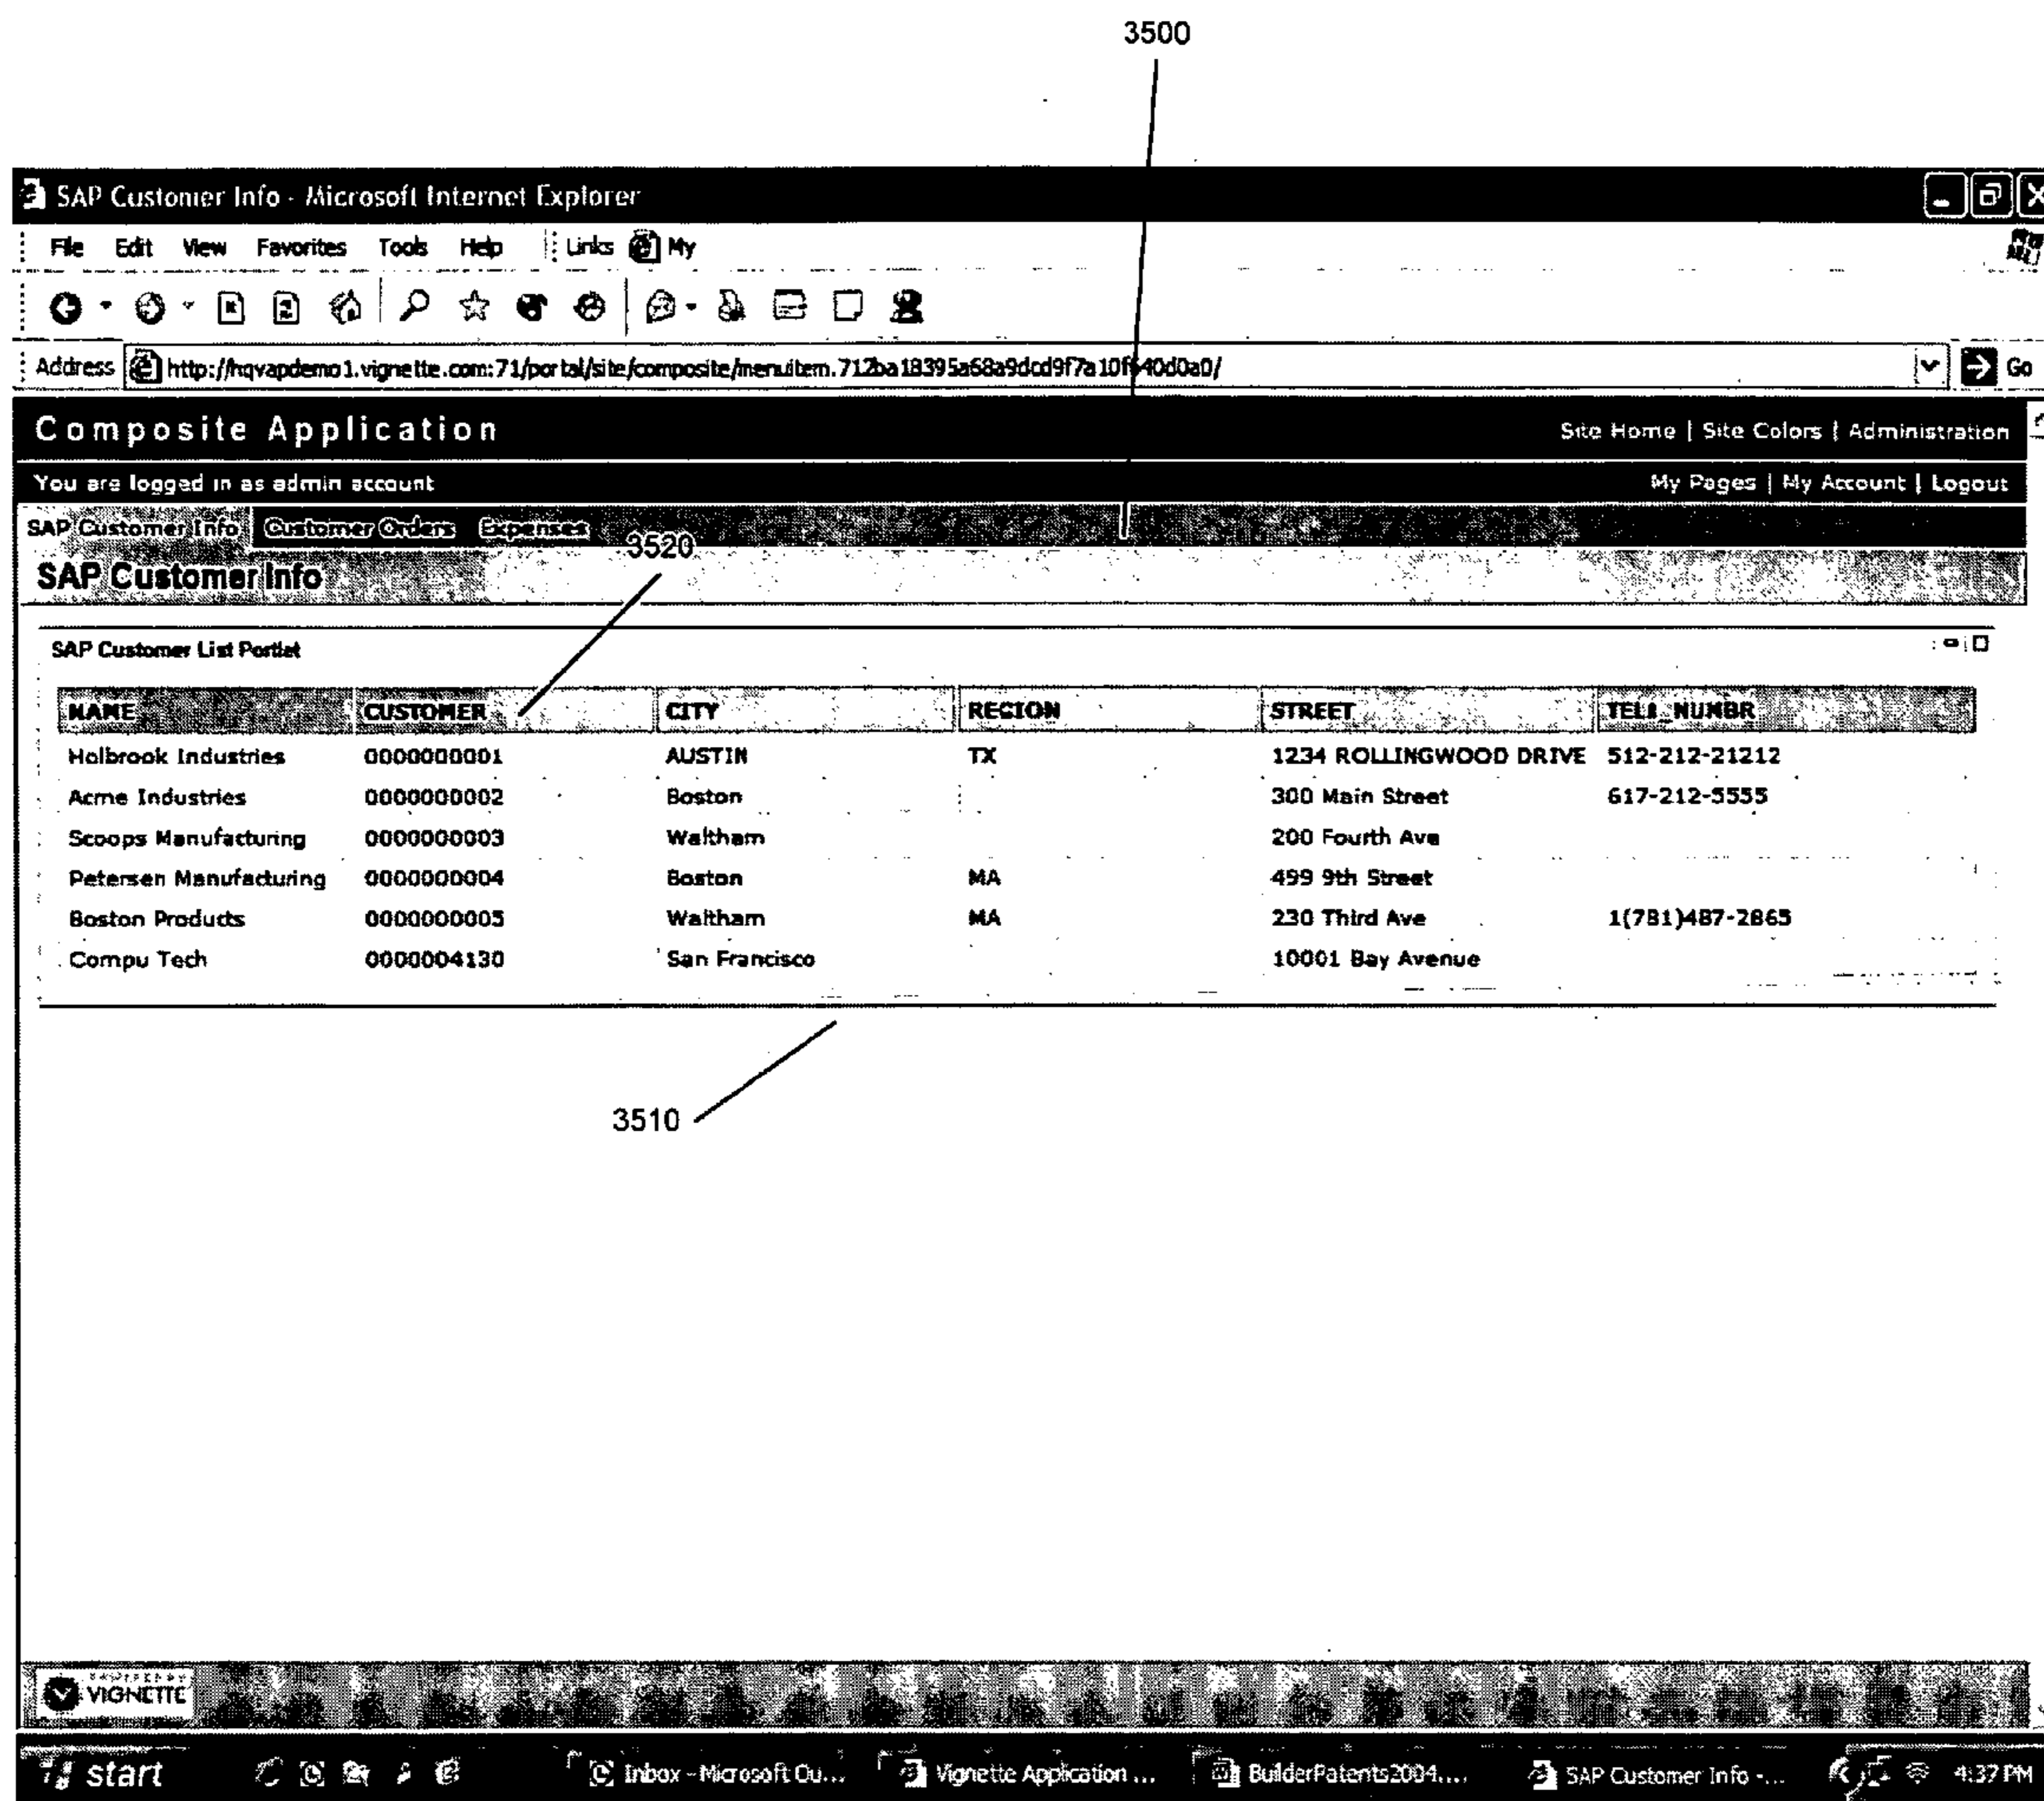 3500
SAP Customer Info - Microsoft Internet Explorer
File Edit View Favorites Tools Help Links My
Address http://hqvapdemo1.vignette.com:71/portal/site/composite/menuitem.712ba18395a68a9dcd9f7a10f640d0a0/ Go
Composite Application Site Home | Site Colors | Administration
You are logged in as admin account My Pages | My Account | Logout
SAP Customer Info Customer Orders Expenses
3520
SAP Customer Info
SAP Customer List Portlet
NAME CUSTOMER CITY REGION STREET TEL1_NUMBR
Holbrook Industries 0000000001 AUSTIN TX 1234 ROLLINGWOOD DRIVE 512-212-21212
Acme Industries 0000000002 Boston 300 Main Street 617-212-5555
Scoops Manufacturing 0000000003 Waltham 200 Fourth Ave
Petersen Manufacturing 0000000004 Boston MA 499 9th Street
Boston Products 0000000005 Waltham MA 230 Third Ave 1(781)487-2865
Compu Tech 0000004130 San Francisco 10001 Bay Avenue
3510
POWERED BY
VIGNETTE
start Inbox - Microsoft Ou... Vignette Application ... BuilderPatents2004.... SAP Customer Info -... 4:37 PM